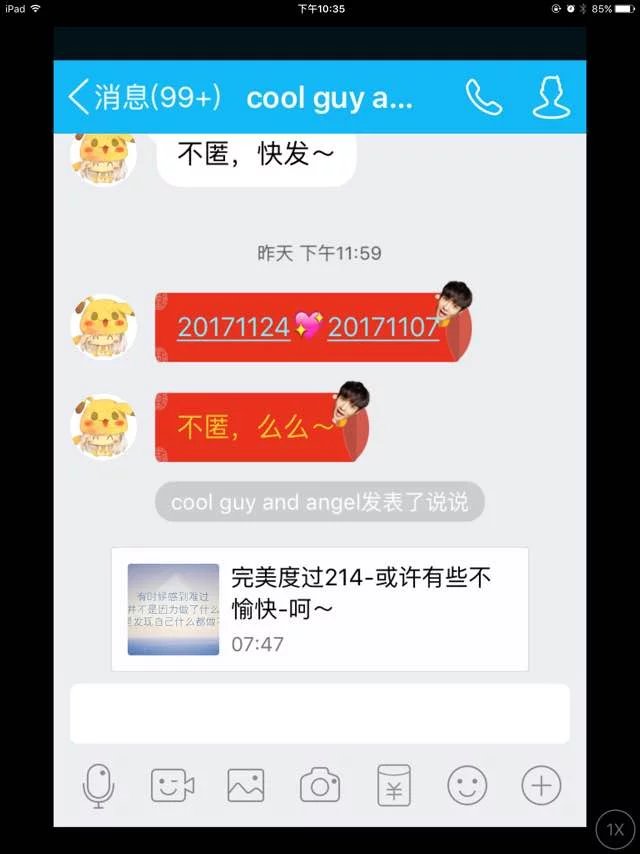 iPad 下午10:35 85%
消息(99+) cool guy a...
不匿，快发～
昨天 下午11:59
20171124💖20171107
不匿，么么～
cool guy and angel发表了说说
完美度过214-或许有些不
愉快-呵～
07:47
有时候感到难过
并不是因为做了什么
是发现自己什么都做不
1X